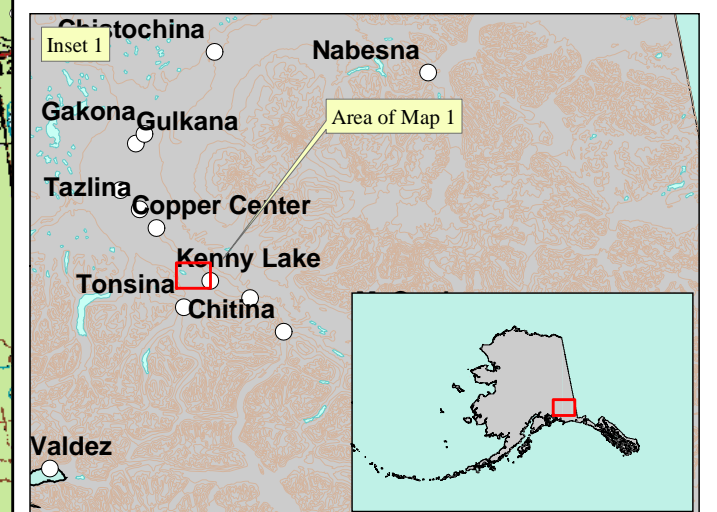 Chistochina
Inset 1
Nabesna
Gakona
Gulkana
Area of Map 1
Tazlina
Copper Center
Kenny Lake
Tonsina
Chitina
Valdez